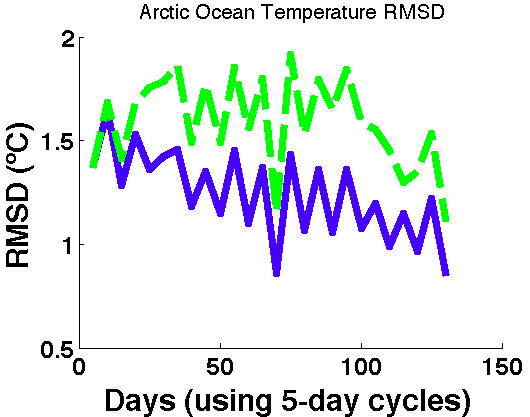 Arctic Ocean Temperature RMSD
2
1.5
1
0.5
RMSD (°C)
0
50
100
150
Days (using 5-day cycles)